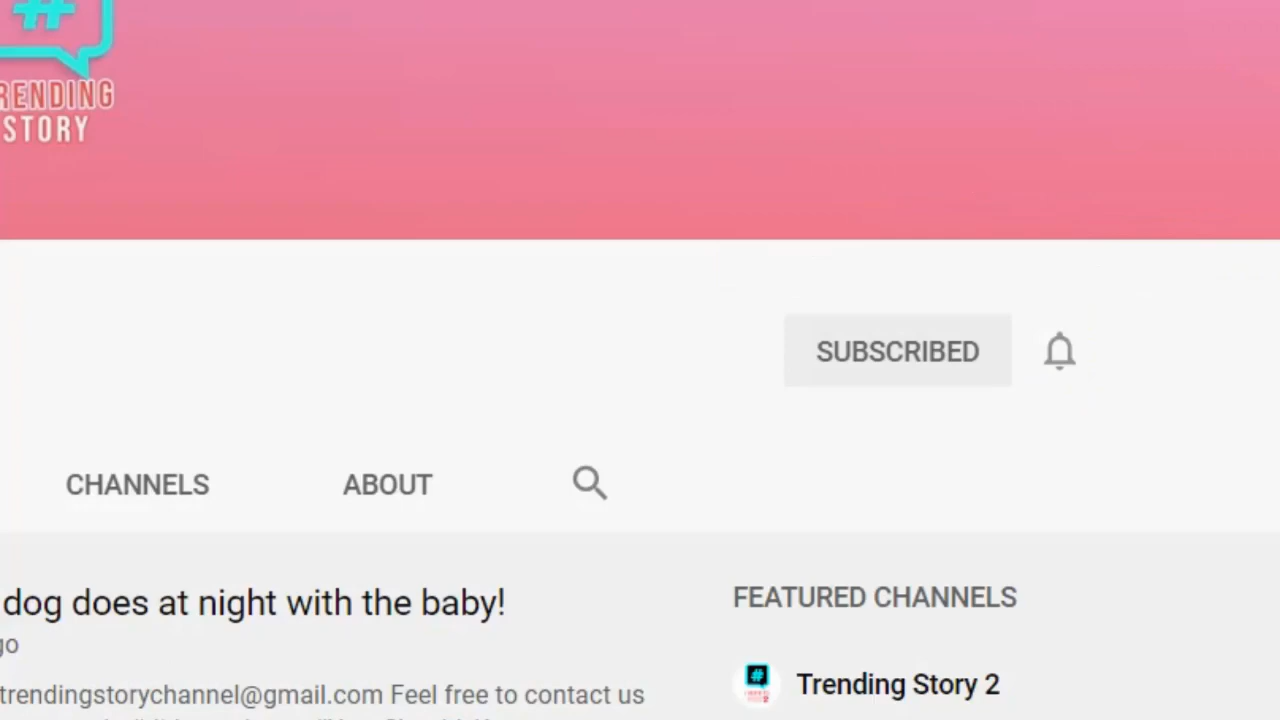 #
RENDING
STORY
SUBSCRIBED
CHANNELS
ABOUT
dog does at night with the baby!
go
FEATURED CHANNELS
#
Trending Story 2
trendingstorychannel@gmail.com Feel free to contact us